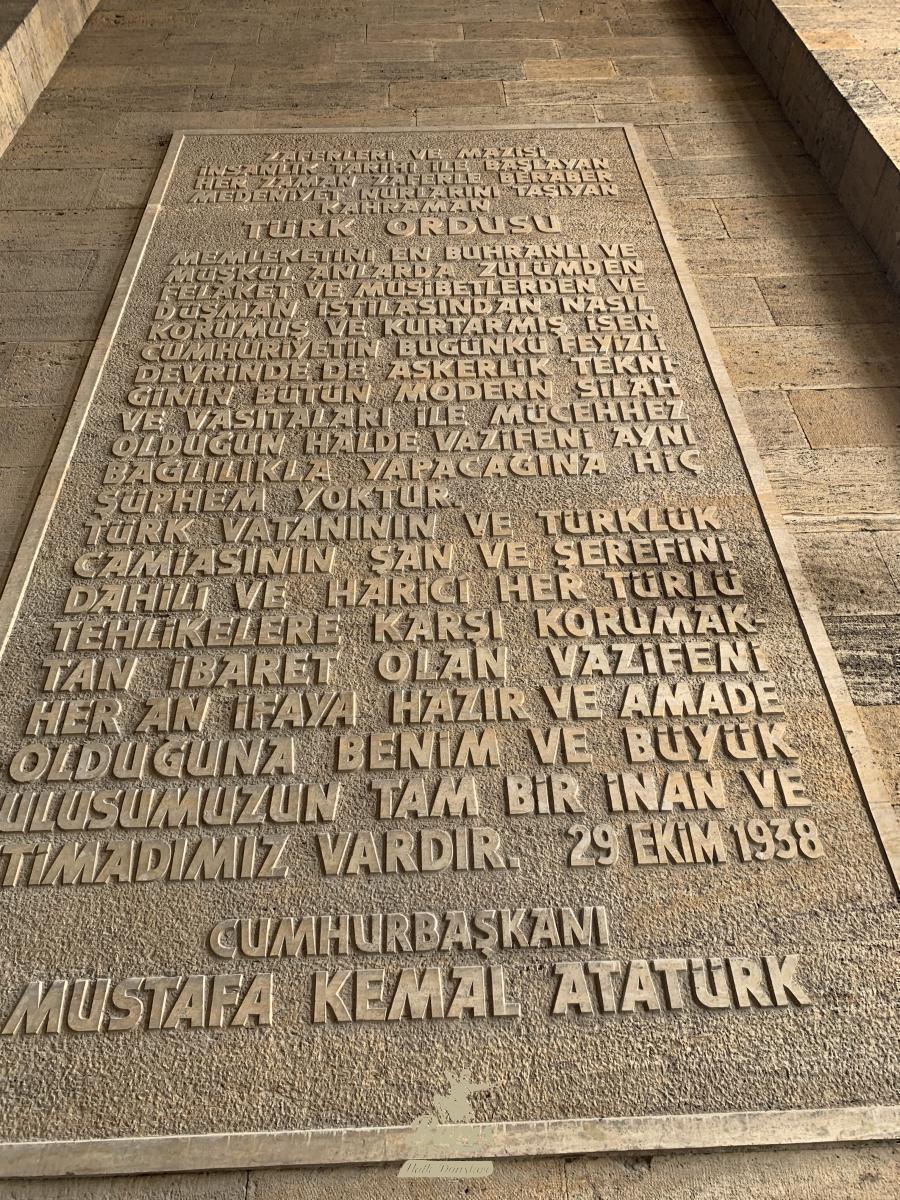 ZAFERLERİ VE MAZİSİ
İNSANLIK TARİHİ İLE BAŞLAYAN
HER ZAMAN ZAFERLE BERABER
MEDENİYET NURLARINI TAŞIYAN
KAHRAMAN
TÜRK ORDUSU
MEMLEKETİNİ EN BUHRANLI VE
MÜŞKÜL ANLARDA ZULÜMDEN
FELAKET VE MUSİBETLERDEN VE
DÜŞMAN İSTİLASINDAN NASIL
KORUMUŞ VE KURTARMIŞ İSEN
CUMHURİYETİN BUGÜNKÜ FEYİZLİ
DEVRİNDE DE ASKERLİK TEKNİ-
ĞİNİN BÜTÜN MODERN SİLAH
VE VASITALARI İLE MÜCEHHEZ
OLDUĞUN HALDE VAZİFENİ AYNI
BAĞLILIKLA YAPACAĞINA HİÇ
ŞÜPHEM YOKTUR.
TÜRK VATANININ VE TÜRKLÜK
CAMİASININ ŞAN VE ŞEREFİNİ
DAHİLİ VE HARİCİ HER TÜRLÜ
TEHLİKELERE KARŞI KORUMAK-
TAN İBARET OLAN VAZİFENİ
HER AN İFAYA HAZIR VE AMADE
OLDUĞUNA BENİM VE BÜYÜK
ULUSUMUZUN TAM BİR İNAN VE
TİMADIMIZ VARDIR. 29 EKİM 1938
CUMHURBAŞKANI
MUSTAFA KEMAL ATATÜRK